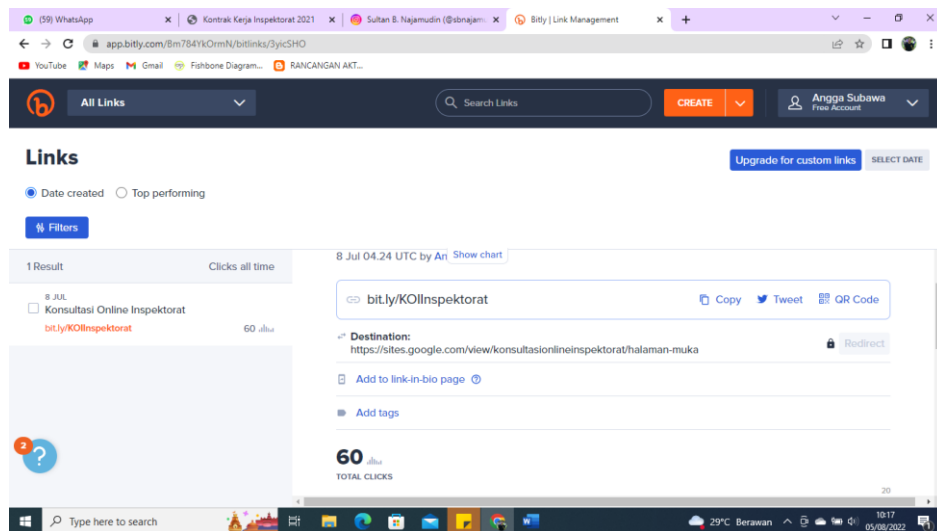 (59) WhatsApp
Kontrak Kerja Inspektorat 2021
Sultan B. Najamudin (@sbnajam
Bitly | Link Management
app.bitly.com/Bm784YkOrmN/bitlinks/3yicSHO
YouTube Maps Gmail Fishbone Diagram... RANCANGAN AKT...
All Links
Search Links
CREATE
Angga Subawa
Free Account
Links
Upgrade for custom links
SELECT DATE
Date created Top performing
Filters
1 Result Clicks all time
8 JUL
Konsultasi Online Inspektorat
bit.ly/KOIInspektorat 60
8 Jul 04.24 UTC by An Show chart
bit.ly/KOIInspektorat
Copy Tweet QR Code
Destination:
https://sites.google.com/view/konsultasionlineinspektorat/halaman-muka
Redirect
Add to link-in-bio page
Add tags
60
TOTAL CLICKS
20
2
?
Type here to search
29°C Berawan
10:17
05/08/2022